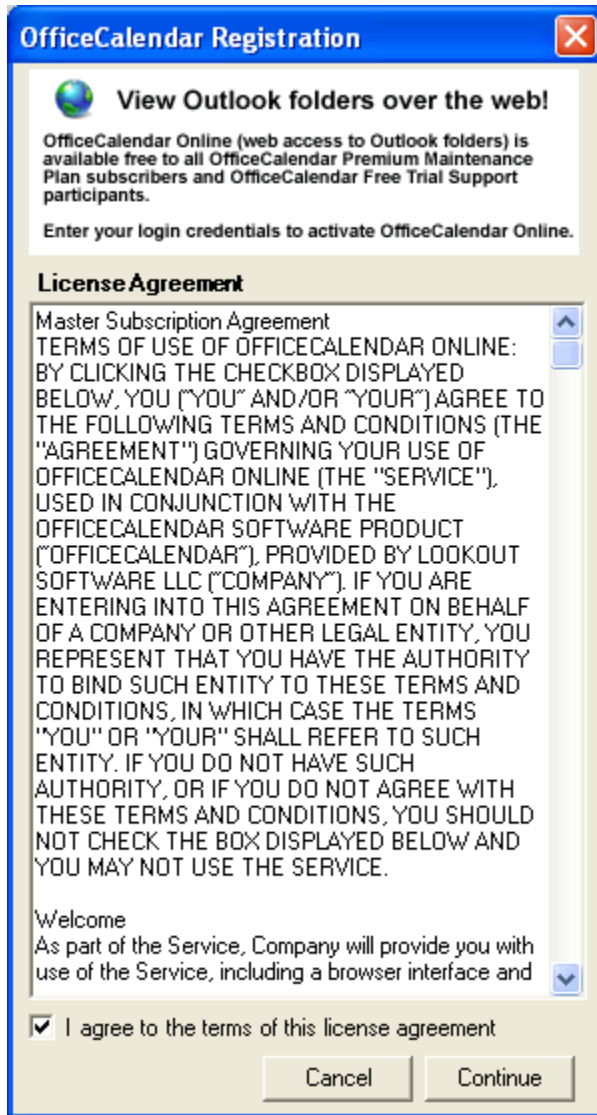 OfficeCalendar Registration
View Outlook folders over the web!
OfficeCalendar Online (web access to Outlook folders) is
available free to all OfficeCalendar Premium Maintenance
Plan subscribers and OfficeCalendar Free Trial Support
participants.
Enter your login credentials to activate OfficeCalendar Online.
License Agreement
Master Subscription Agreement
TERMS OF USE OF OFFICECALENDAR ONLINE:
BY CLICKING THE CHECKBOX DISPLAYED
BELOW, YOU (˝YOU˝ AND/OR ˝YOUR˝) AGREE TO
THE FOLLOWING TERMS AND CONDITIONS (THE
"AGREEMENT") GOVERNING YOUR USE OF
OFFICECALENDAR ONLINE (THE "SERVICE"),
USED IN CONJUNCTION WITH THE
OFFICECALENDAR SOFTWARE PRODUCT
(˝OFFICECALENDAR˝), PROVIDED BY LOOKOUT
SOFTWARE LLC (˝COMPANY˝). IF YOU ARE
ENTERING INTO THIS AGREEMENT ON BEHALF
OF A COMPANY OR OTHER LEGAL ENTITY, YOU
REPRESENT THAT YOU HAVE THE AUTHORITY
TO BIND SUCH ENTITY TO THESE TERMS AND
CONDITIONS, IN WHICH CASE THE TERMS
"YOU" OR "YOUR" SHALL REFER TO SUCH
ENTITY. IF YOU DO NOT HAVE SUCH
AUTHORITY, OR IF YOU DO NOT AGREE WITH
THESE TERMS AND CONDITIONS, YOU SHOULD
NOT CHECK THE BOX DISPLAYED BELOW AND
YOU MAY NOT USE THE SERVICE.
Welcome
As part of the Service, Company will provide you with
use of the Service, including a browser interface and
I agree to the terms of this license agreement
Cancel
Continue